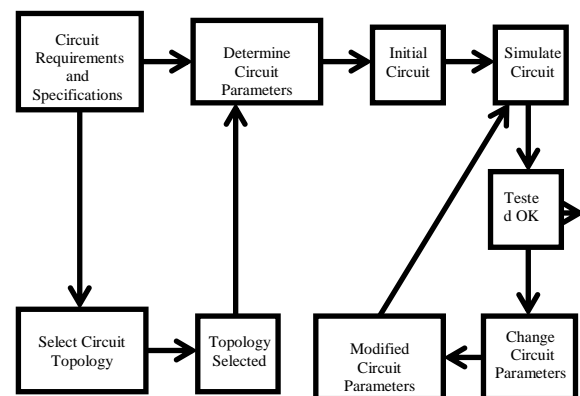 Circuit
Requirements
and
Specifications
Determine
Circuit
Parameters
Initial
Circuit
Simulate
Circuit
Teste
d OK
Select Circuit
Topology
Topology
Selected
Modified
Circuit
Parameters
Change
Circuit
Parameters